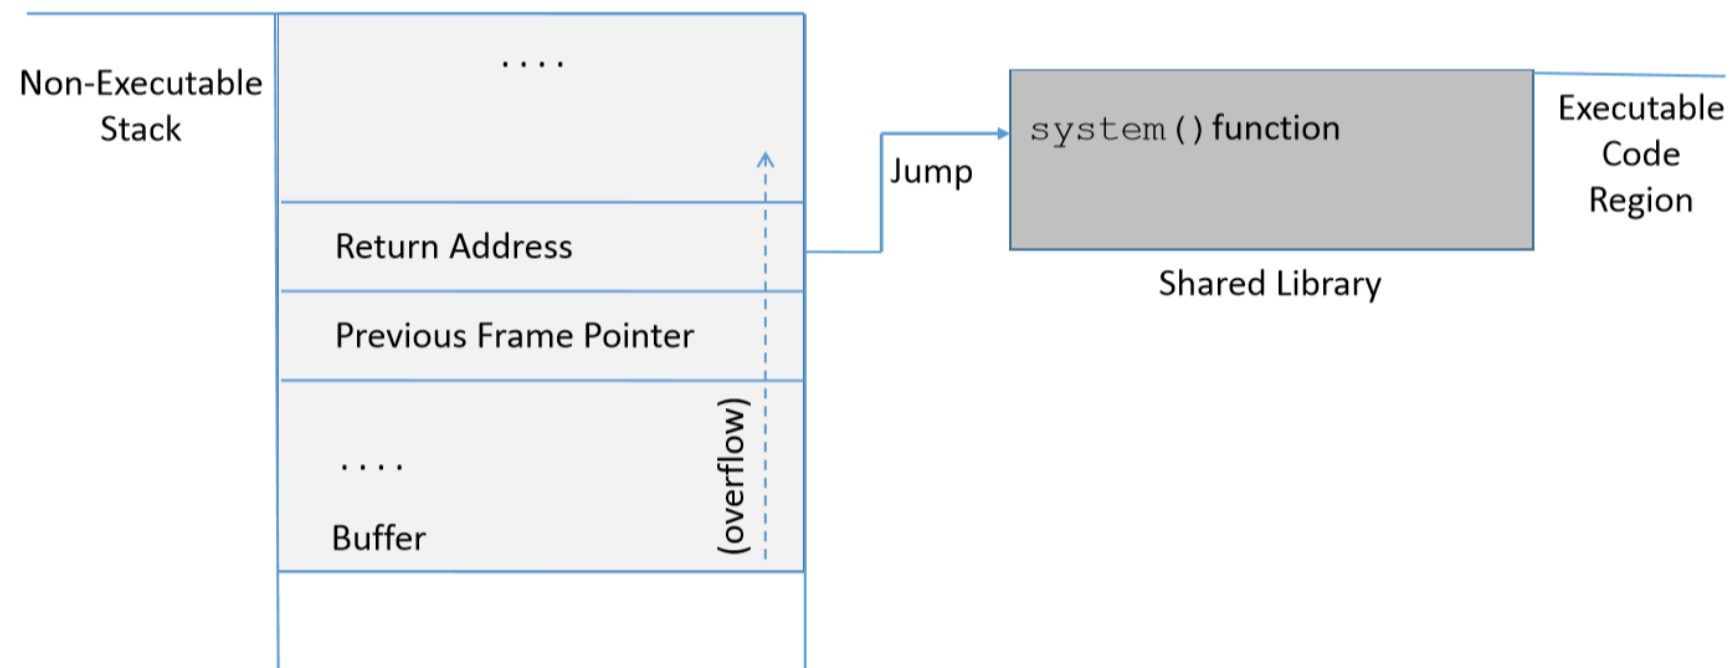 Non-Executable
Stack
....
Return Address
Previous Frame Pointer
....
Buffer
(overflow)
Jump
system() function
Shared Library
Executable
Code
Region